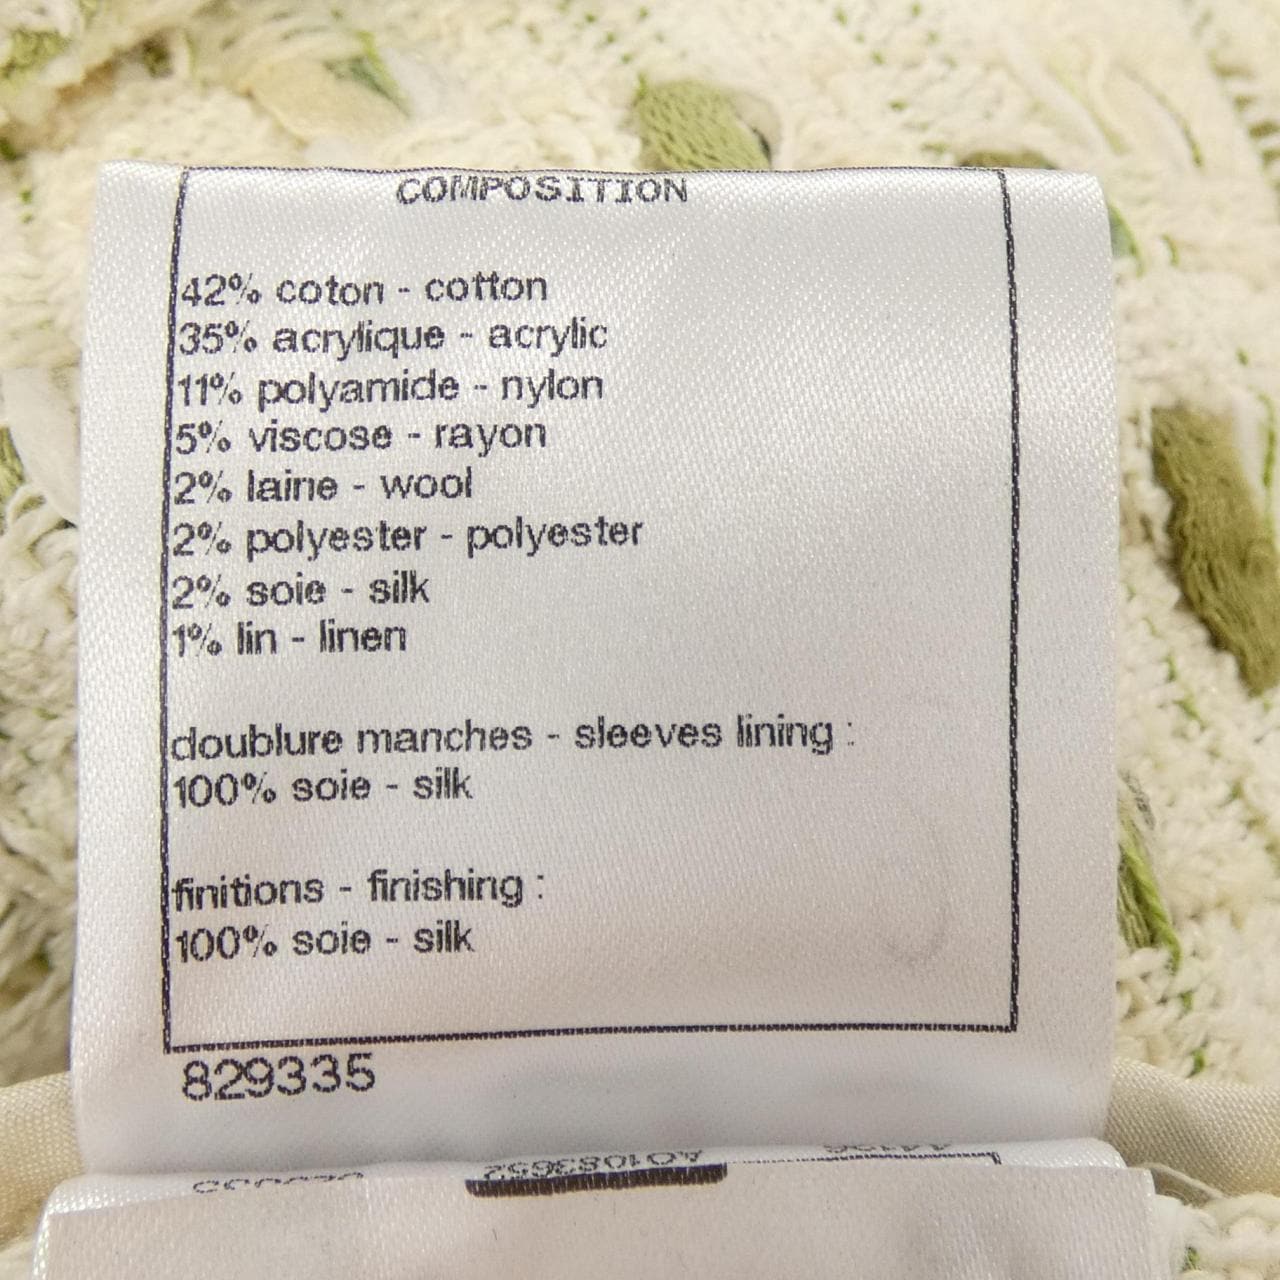 COMPOSITION
42% coton - cotton
35% acrylique - acrylic
11% polyamide - nylon
5% viscose - rayon
2% laine - wool
2% polyester - polyester
2% soie - silk
1% lin - linen
doublure manches - sleeves lining :
100% soie - silk
finitions - finishing :
100% soie - silk
829335